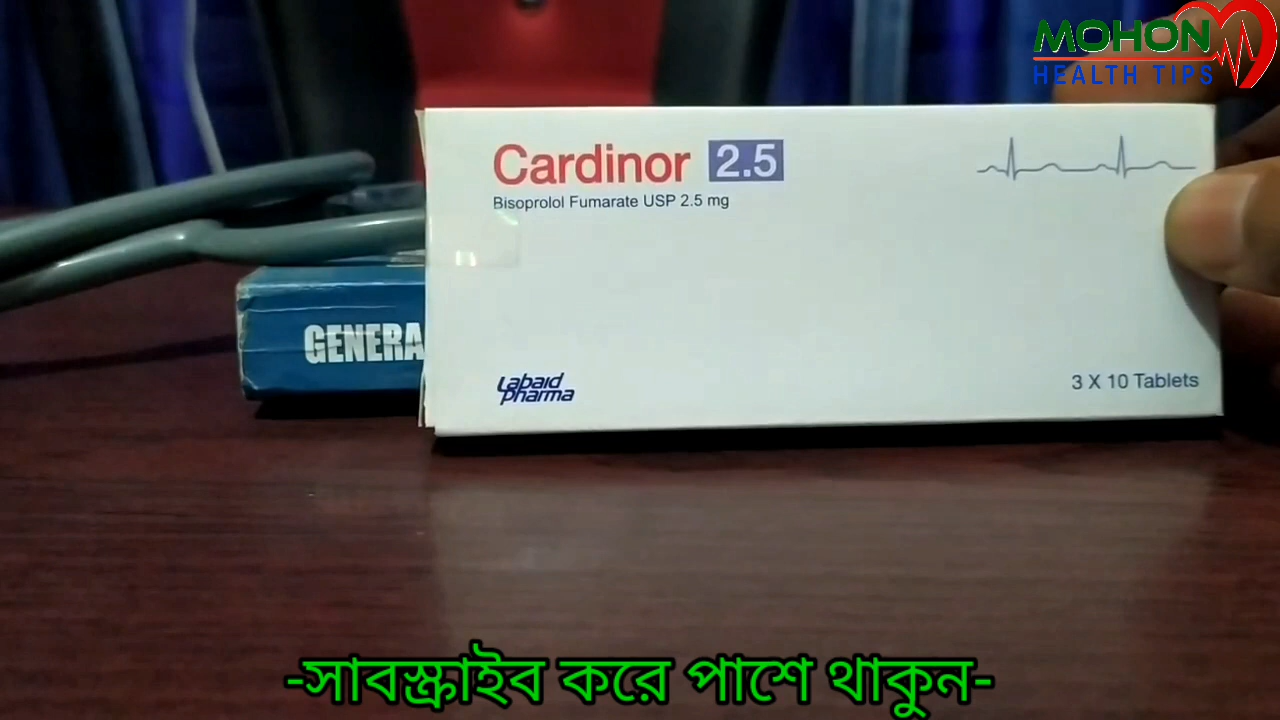 MOHON
HEALTH TIPS
Cardinor 2.5
Bisoprolol Fumarate USP 2.5 mg
GENERA
Labaid
Pharma
3 X 10 Tablets
-সাবস্ক্রাইব করে পাশে থাকুন-